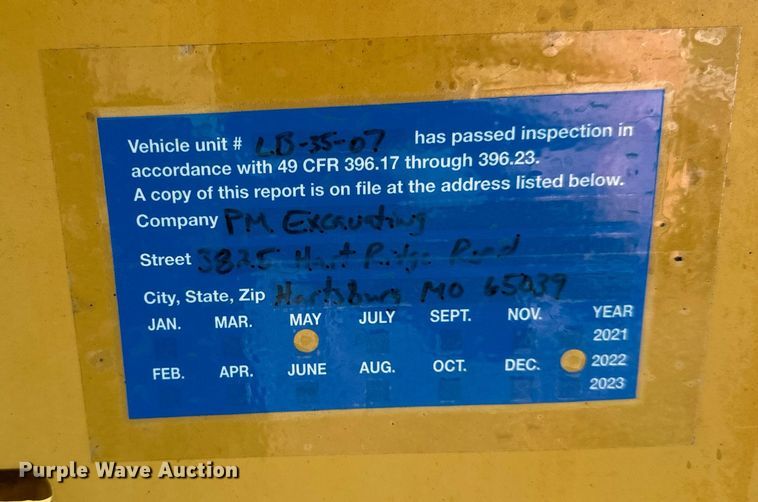 Vehicle unit # LB-35-07 has passed inspection in
accordance with 49 CFR 396.17 through 396.23.
A copy of this report is on file at the address listed below.
Company PM Excavating
Street 3825 Hart Ridge Road
City, State, Zip Hartsburg MO 65039
JAN. MAR. MAY JULY SEPT. NOV. YEAR
2021
FEB. APR. JUNE AUG. OCT. DEC. 2022
2023
Purple Wave Auction